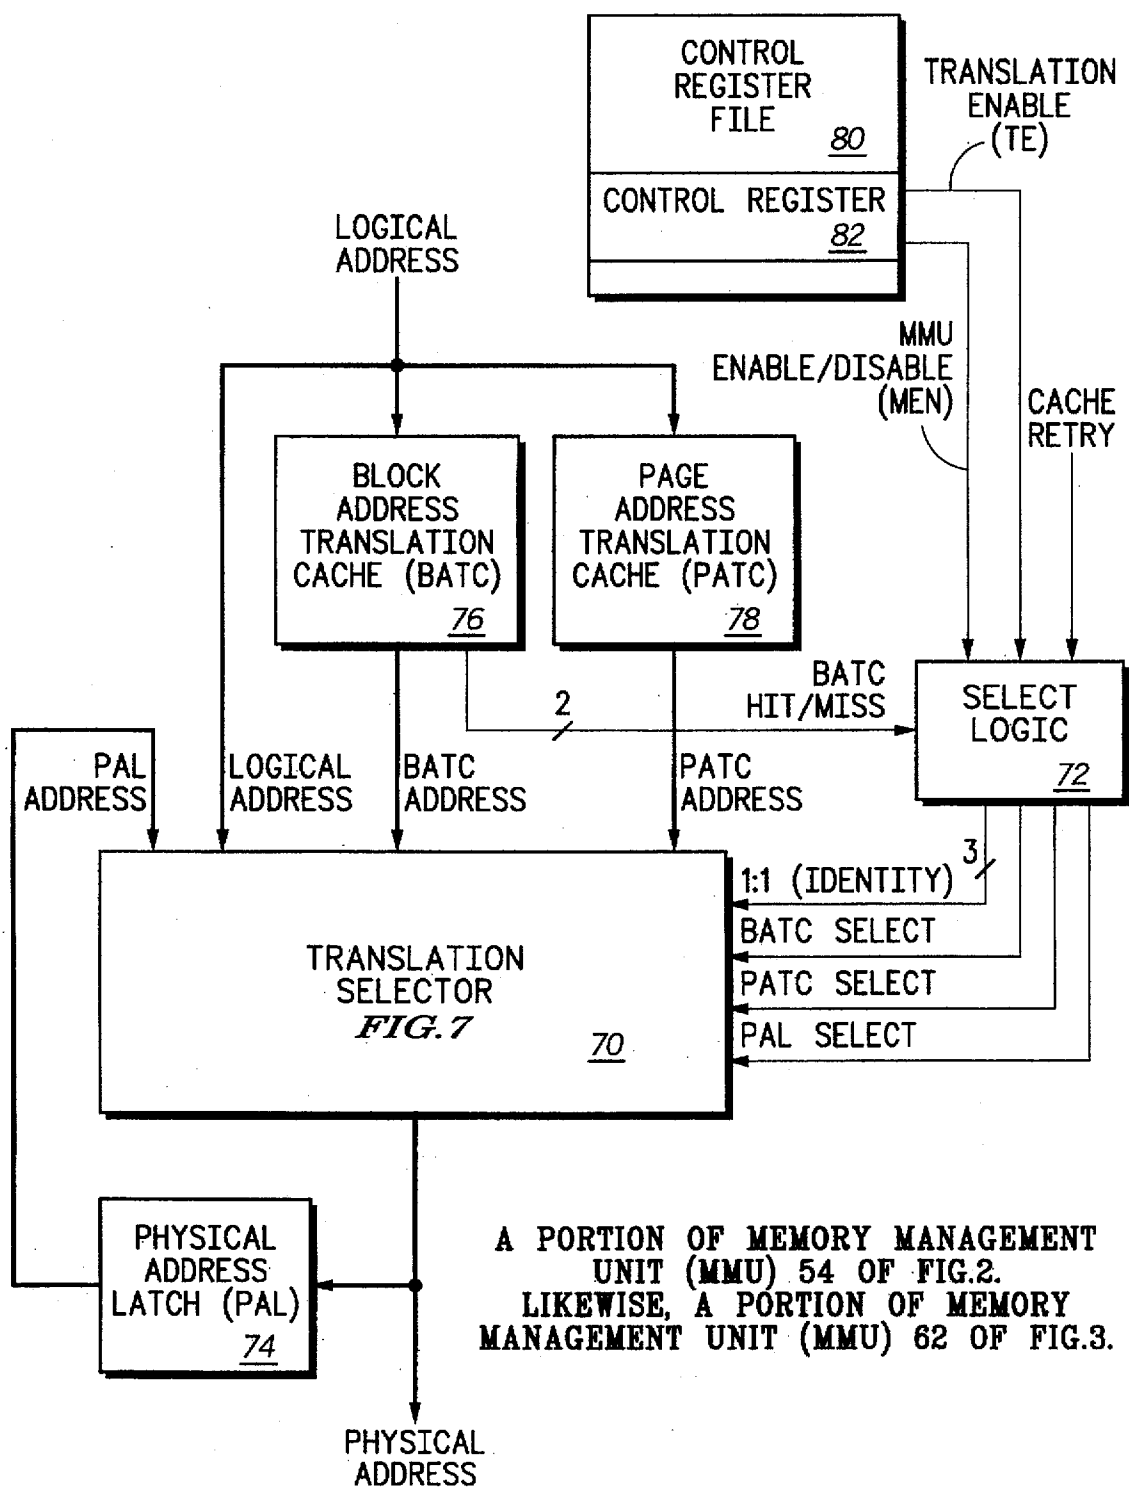 CONTROL
REGISTER
FILE
80
CONTROL REGISTER
82
TRANSLATION
ENABLE
(TE)
LOGICAL
ADDRESS
MMU
ENABLE/DISABLE
(MEN)
CACHE
RETRY
BLOCK
ADDRESS
TRANSLATION
CACHE (BATC)
76
PAGE
ADDRESS
TRANSLATION
CACHE (PATC)
78
BATC
HIT/MISS
2
SELECT
LOGIC
72
PAL
ADDRESS
LOGICAL
ADDRESS
BATC
ADDRESS
PATC
ADDRESS
3
1:1 (IDENTITY)
BATC SELECT
PATC SELECT
PAL SELECT
TRANSLATION
SELECTOR
FIG.7
70
PHYSICAL
ADDRESS
LATCH (PAL)
74
A PORTION OF MEMORY MANAGEMENT
UNIT (MMU) 54 OF FIG.2.
LIKEWISE, A PORTION OF MEMORY
MANAGEMENT UNIT (MMU) 62 OF FIG.3.
PHYSICAL
ADDRESS